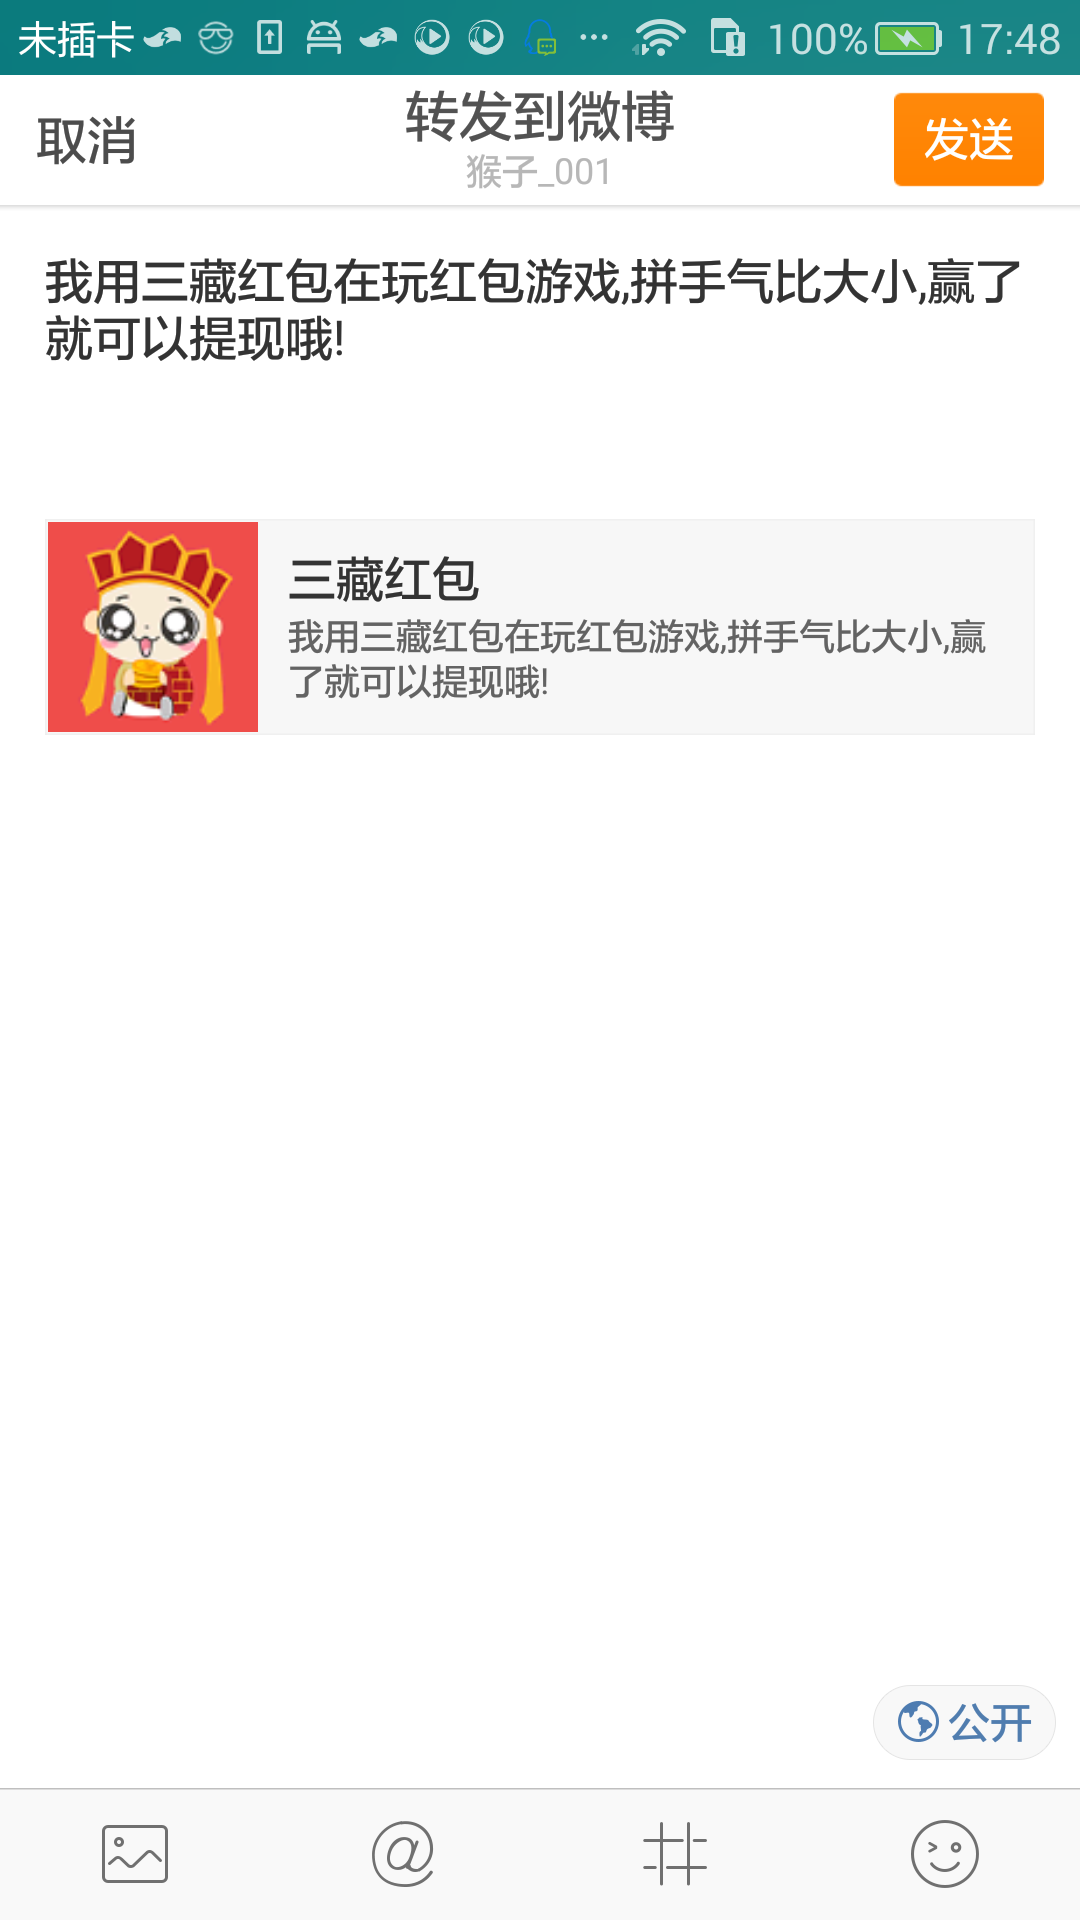 未插卡 100% 17:48
取消 转发到微博 发送
猴子_001
我用三藏红包在玩红包游戏,拼手气比大小,赢了
就可以提现哦!
三藏红包
我用三藏红包在玩红包游戏,拼手气比大小,赢
了就可以提现哦!
公开